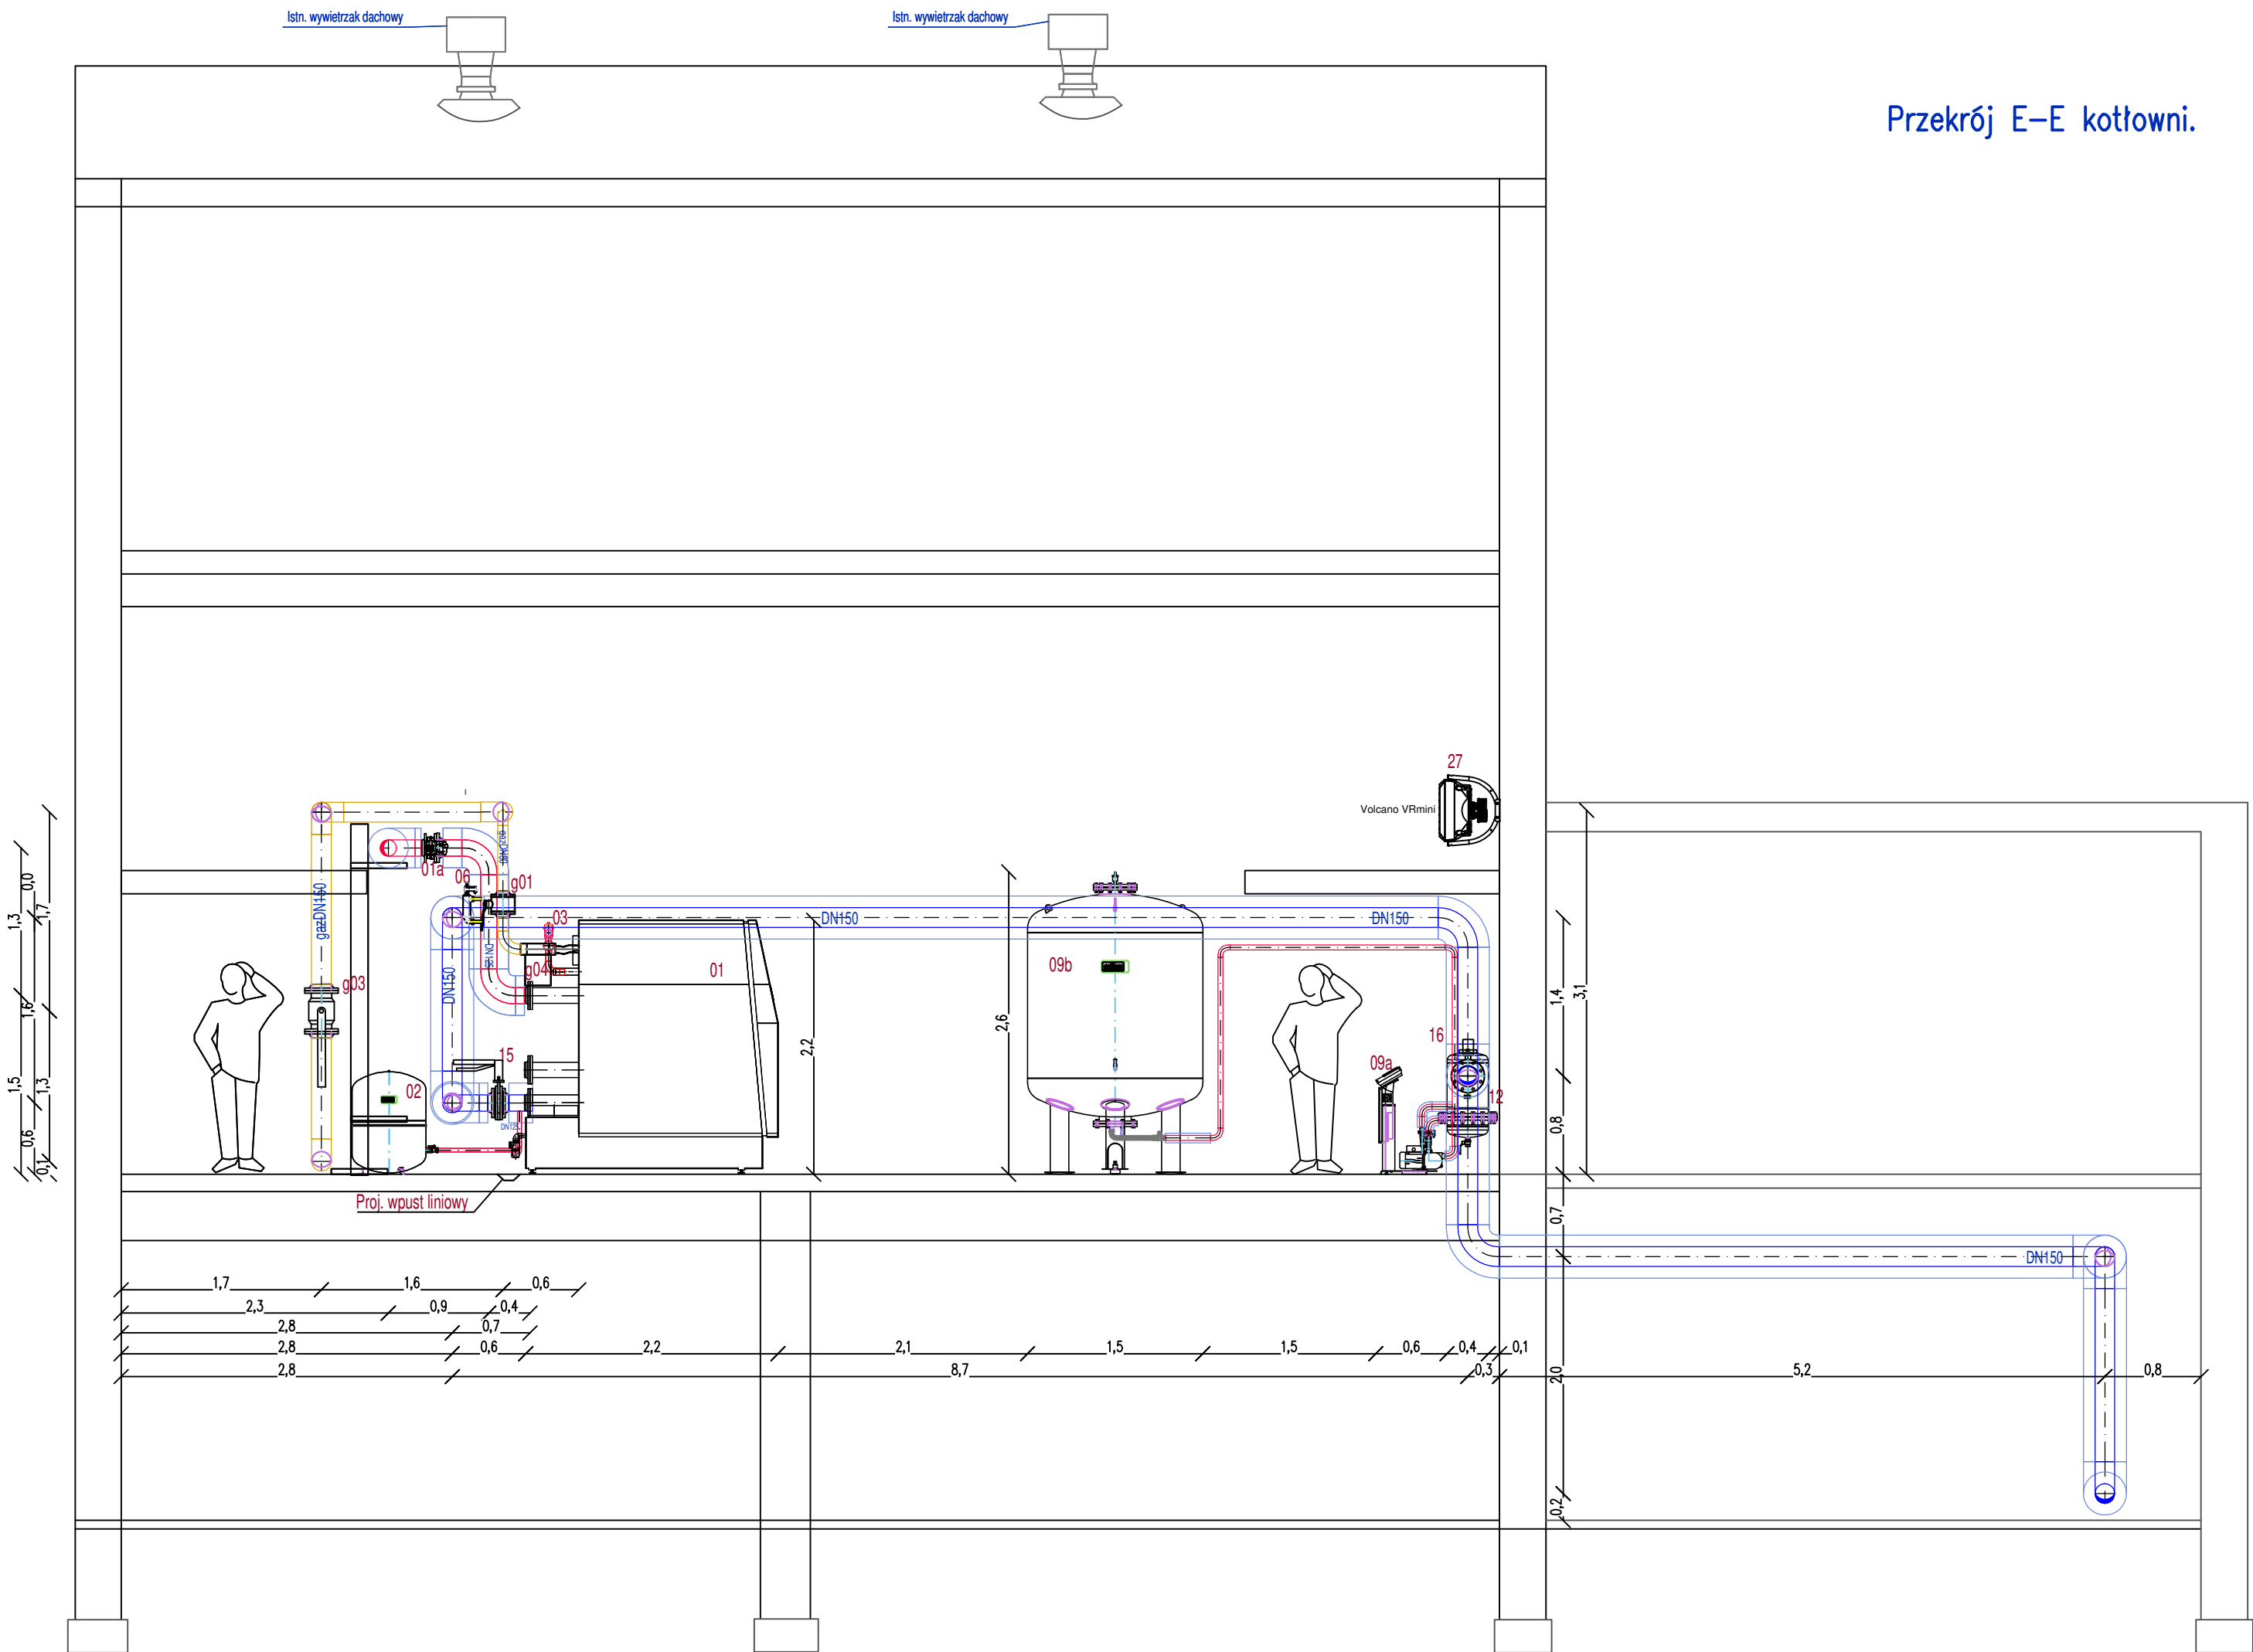 Istn. wywietrzak dachowy
Istn. wywietrzak dachowy
Przekrój E-E kotłowni.
27
Volcano VRmini
01a
06
g01
gazDN80
gazDN150
03
DN150
DN150
DN125
g04
01
09b
g03
DN150
16
09a
15
02
12
DN125
Proj. wpust liniowy
DN150
1,3
0,0
1,7
1,6
1,5
1,3
0,6
0,1
2,2
2,6
1,4
3,1
0,8
0,7
2,0
0,2
1,7
1,6
0,6
2,3
0,9
0,4
2,8
0,7
2,8
0,6
2,2
2,1
1,5
1,5
0,6
0,4
0,1
2,8
8,7
0,3
5,2
0,8